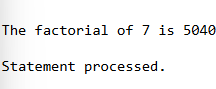 The factorial of 7 is 5040
Statement processed.